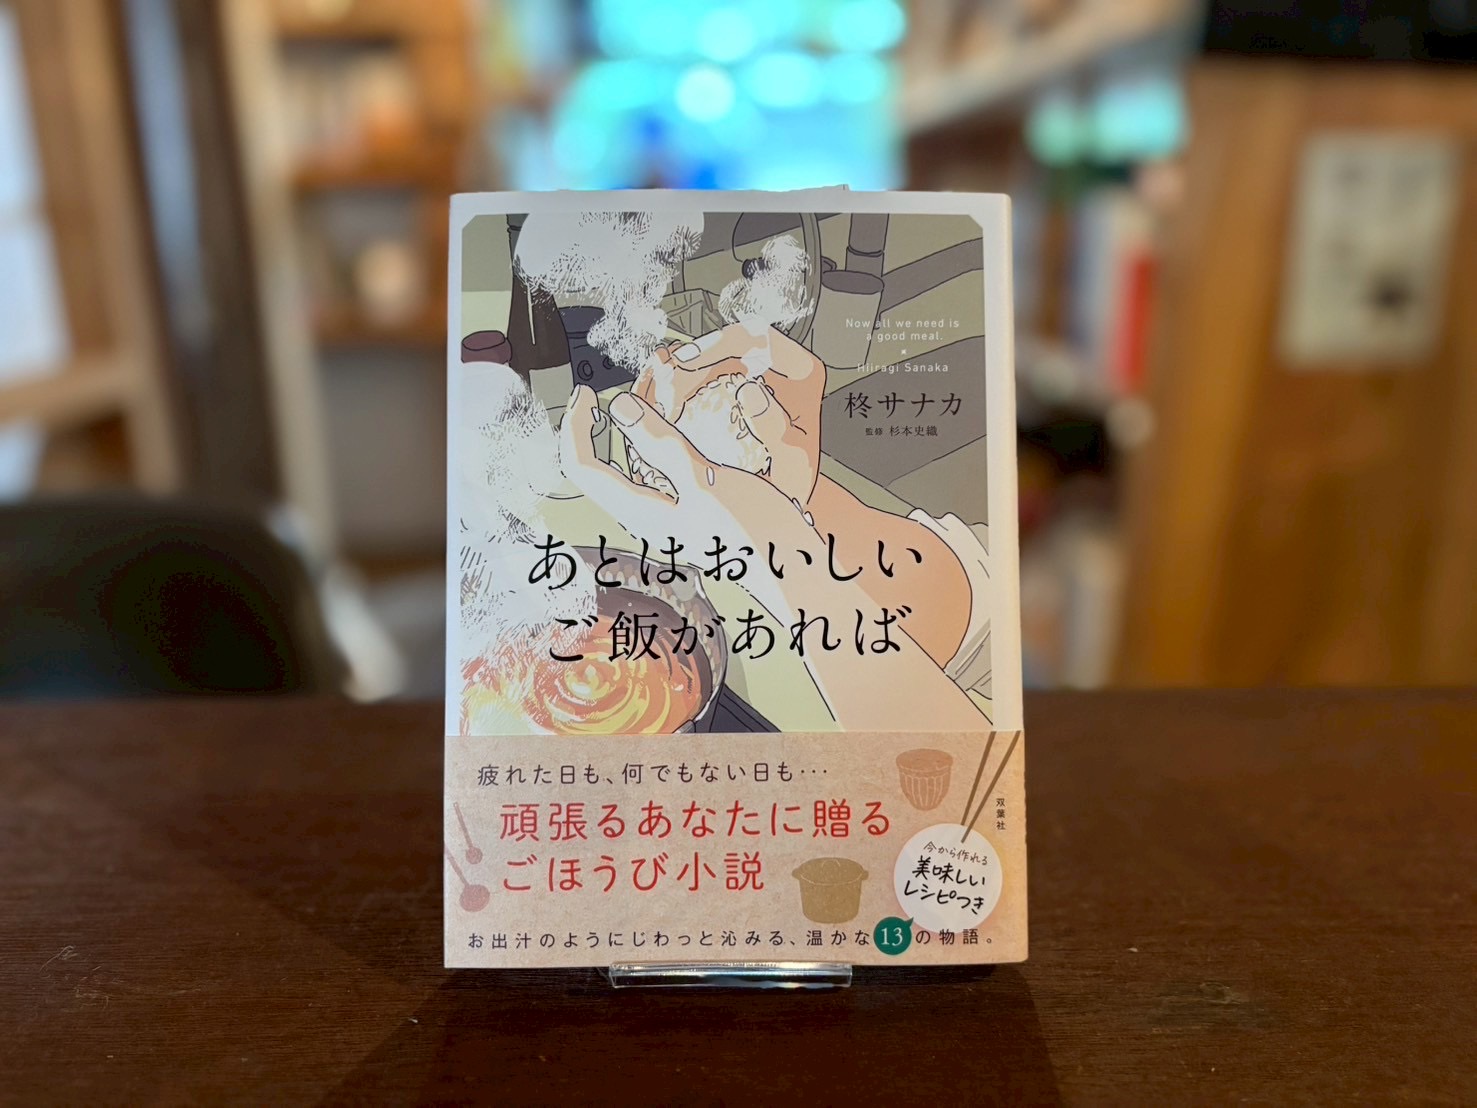 Now all we need is
a good meal.
Hiiragi Sanaka
柊サナカ
監修 杉本史織
あとはおいしい
ご飯があれば
疲れた日も、何でもない日も…
頑張るあなたに贈る
ごほうび小説
双葉社
今から作れる
美味しい
レシピつき
お出汁のようにじわっと沁みる、温かな13の物語。